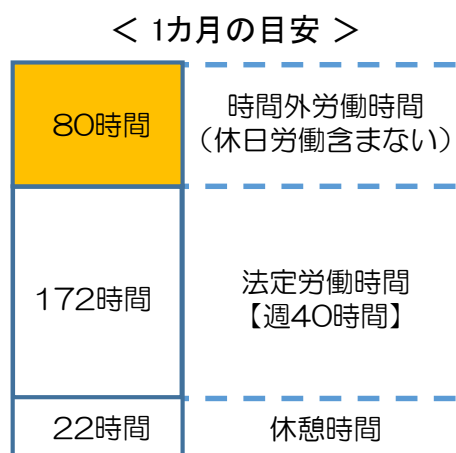 ＜ 1カ月の目安 ＞
80時間
時間外労働時間
（休日労働含まない）
172時間
法定労働時間
【週40時間】
22時間
休憩時間